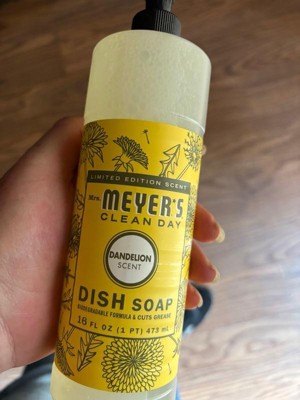 LIMITED EDITION SCENT
Mrs. MEYER'S
CLEAN DAY
DANDELION
SCENT
DISH SOAP
BIODEGRADABLE FORMULA & CUTS GREASE
16 FL OZ (1 PT) 473 mL